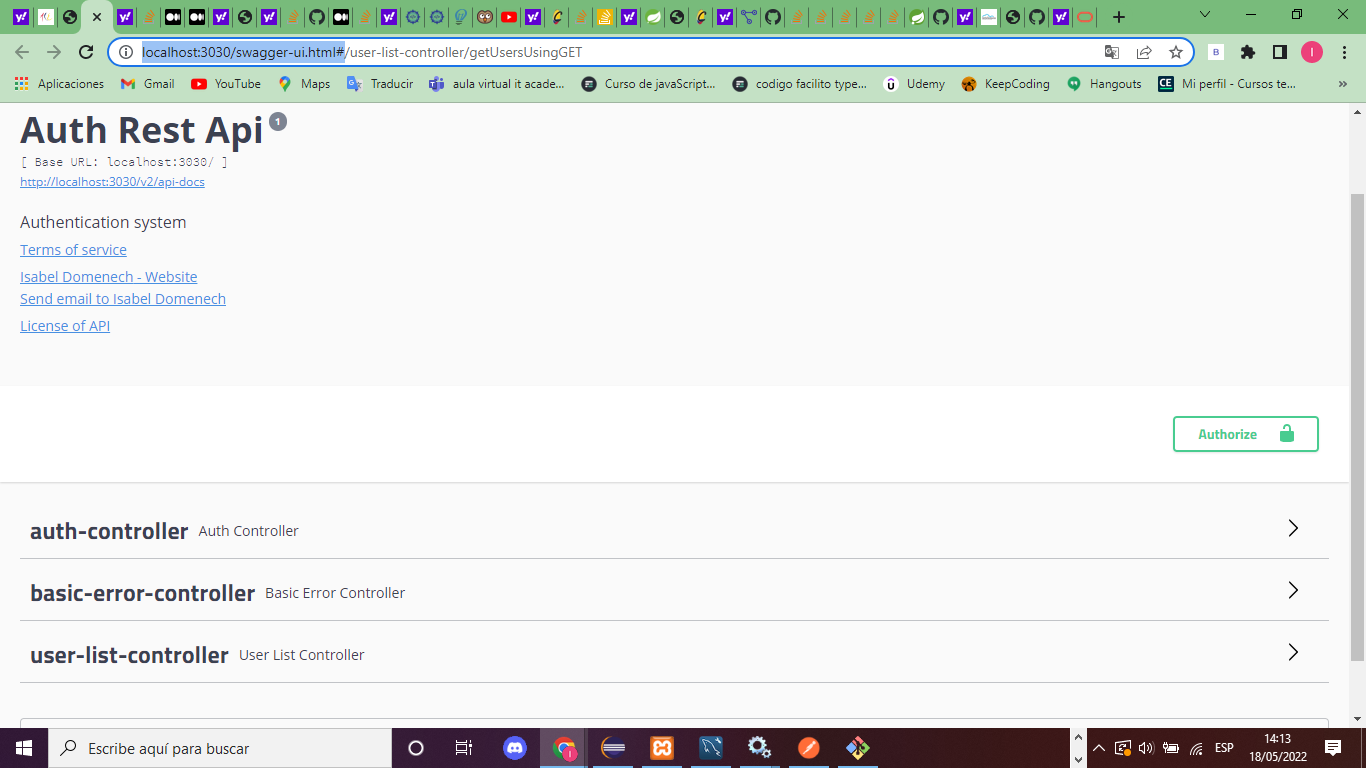 localhost:3030/swagger-ui.html#/user-list-controller/getUsersUsingGET
Aplicaciones
Gmail
YouTube
Maps
Traducir
aula virtual it acade...
Curso de javaScript...
codigo facilito type...
Udemy
KeepCoding
Hangouts
Mi perfil - Cursos te...
»
Auth Rest Api 1
[ Base URL: localhost:3030/ ]
http://localhost:3030/v2/api-docs
Authentication system
Terms of service
Isabel Domenech - Website
Send email to Isabel Domenech
License of API
Authorize
auth-controller Auth Controller
basic-error-controller Basic Error Controller
user-list-controller User List Controller
Escribe aquí para buscar
ESP
14:13
18/05/2022